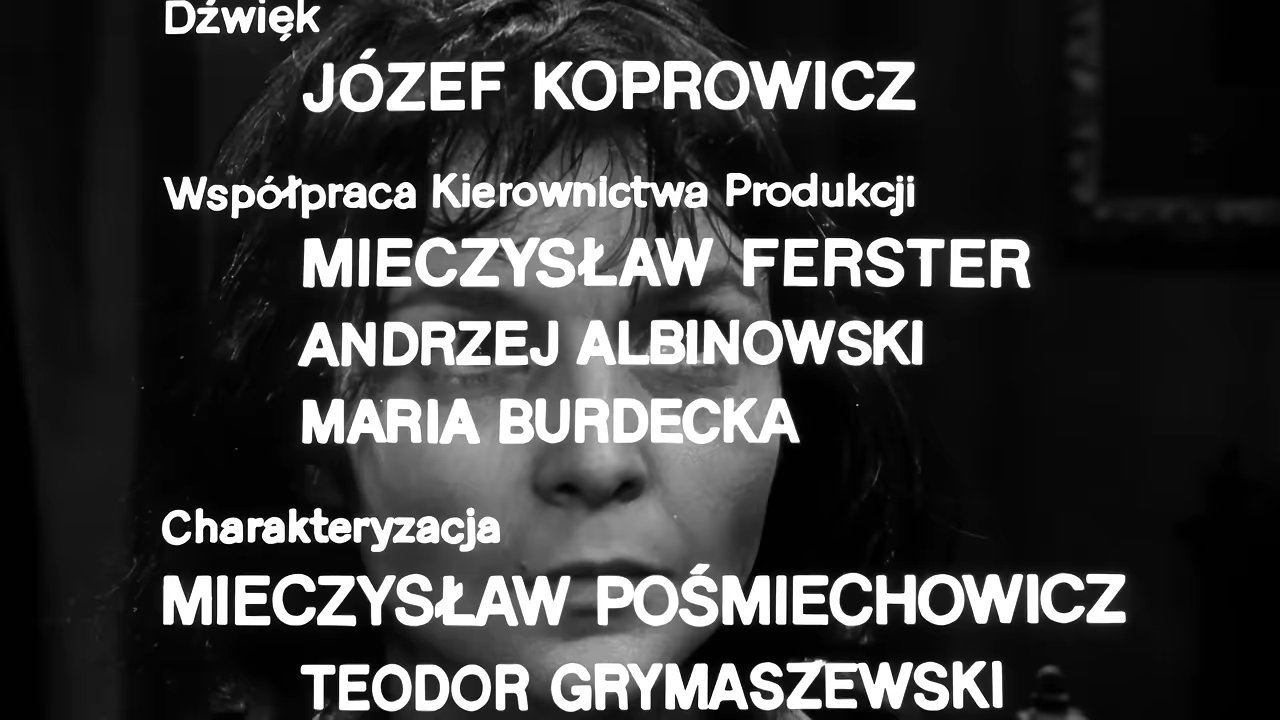 Dźwięk
JÓZEF KOPROWICZ
Współpraca Kierownictwa Produkcji
MIECZYSŁAW FERSTER
ANDRZEJ ALBINOWSKI
MARIA BURDECKA
Charakteryzacja
MIECZYSŁAW POŚMIECHOWICZ
TEODOR GRYMASZEWSKI